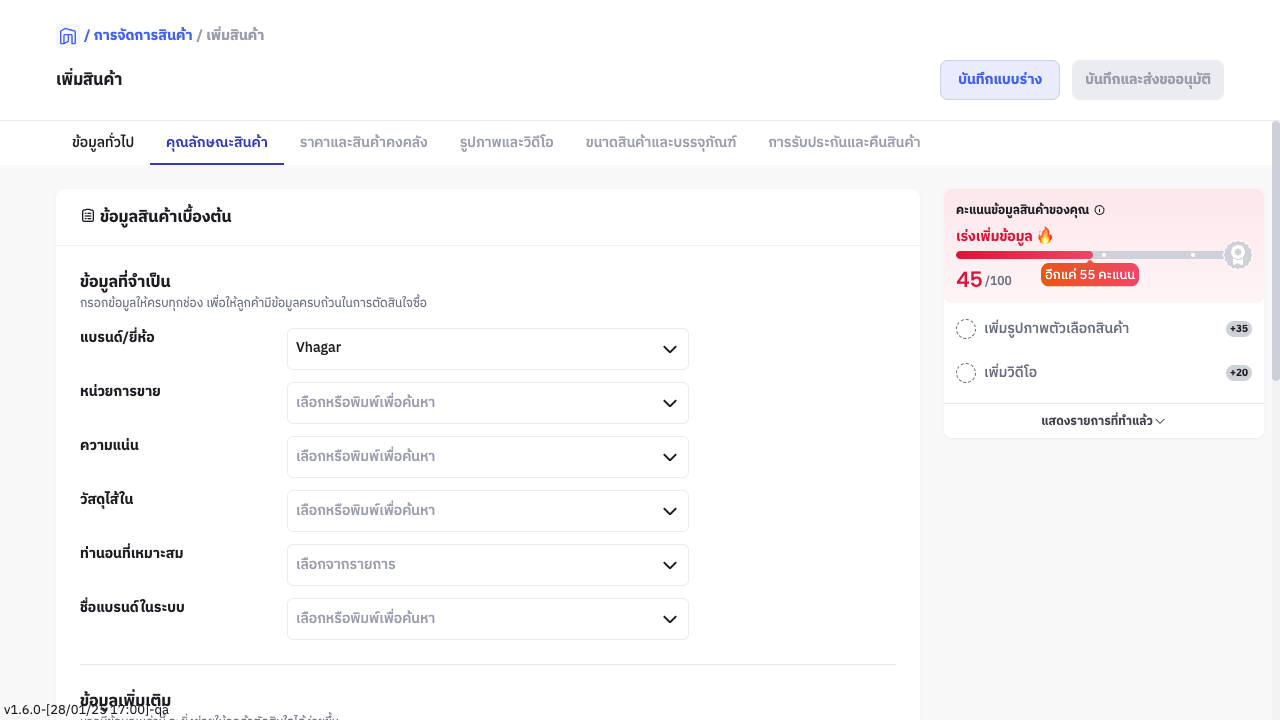 / การจัดการสินค้า / เพิ่มสินค้า
เพิ่มสินค้า
บันทึกแบบร่าง
บันทึกและส่งขออนุมัติ
ข้อมูลทั่วไป
คุณลักษณะสินค้า
ราคาและสินค้าคงคลัง
รูปภาพและวิดีโอ
ขนาดสินค้าและบรรจุภัณฑ์
การรับประกันและคืนสินค้า
ข้อมูลสินค้าเบื้องต้น
ข้อมูลที่จำเป็น
กรอกข้อมูลให้ครบทุกช่อง เพื่อให้ลูกค้ามีข้อมูลครบถ้วนในการตัดสินใจซื้อ
แบรนด์/ยี่ห้อ
Vhagar
หน่วยการขาย
เลือกหรือพิมพ์เพื่อค้นหา
ความแน่น
เลือกหรือพิมพ์เพื่อค้นหา
วัสดุไส้ใน
เลือกหรือพิมพ์เพื่อค้นหา
ท่านอนที่เหมาะสม
เลือกจากรายการ
ชื่อแบรนด์ในระบบ
เลือกหรือพิมพ์เพื่อค้นหา
ข้อมูลเพิ่มเติม
v1.6.0-[28/01/25 17:00]-qa
คะแนนข้อมูลสินค้าของคุณ
เร่งเพิ่มข้อมูล 🔥
45/100
อีกแค่ 55 คะแนน
เพิ่มรูปภาพตัวเลือกสินค้า
+35
เพิ่มวิดีโอ
+20
แสดงรายการที่ทำแล้ว